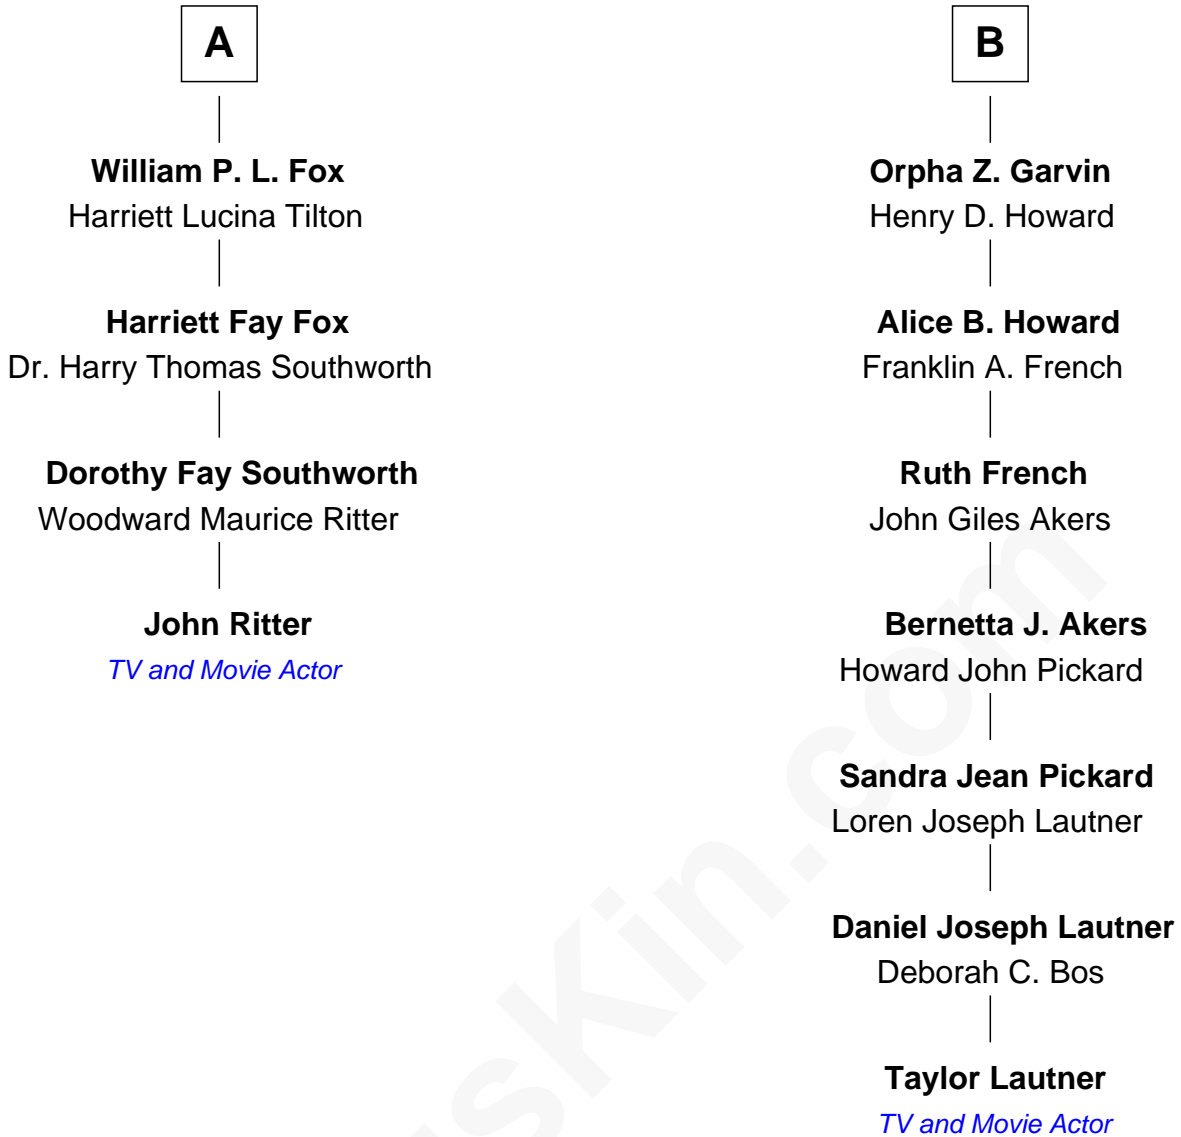 A
William P. L. Fox
Harriett Lucina Tilton
Harriett Fay Fox
Dr. Harry Thomas Southworth
Dorothy Fay Southworth
Woodward Maurice Ritter
John Ritter
TV and Movie Actor
B
Orpha Z. Garvin
Henry D. Howard
Alice B. Howard
Franklin A. French
Ruth French
John Giles Akers
Bernetta J. Akers
Howard John Pickard
Sandra Jean Pickard
Loren Joseph Lautner
Daniel Joseph Lautner
Deborah C. Bos
Taylor Lautner
TV and Movie Actor
sKin.com